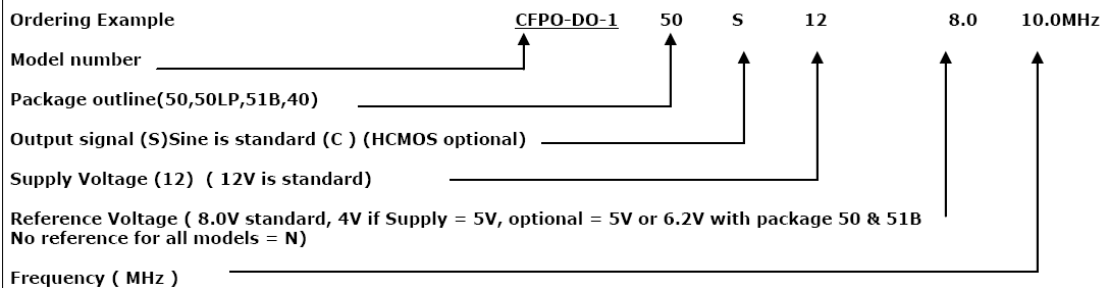 Ordering Example CFPO-DO-1 50 S 12 8.0 10.0MHz
Model number
Package outline(50,50LP,51B,40)
Output signal (S)Sine is standard (C ) (HCMOS optional)
Supply Voltage (12) ( 12V is standard)
Reference Voltage ( 8.0V standard, 4V if Supply = 5V, optional = 5V or 6.2V with package 50 & 51B
No reference for all models = N)
Frequency ( MHz )